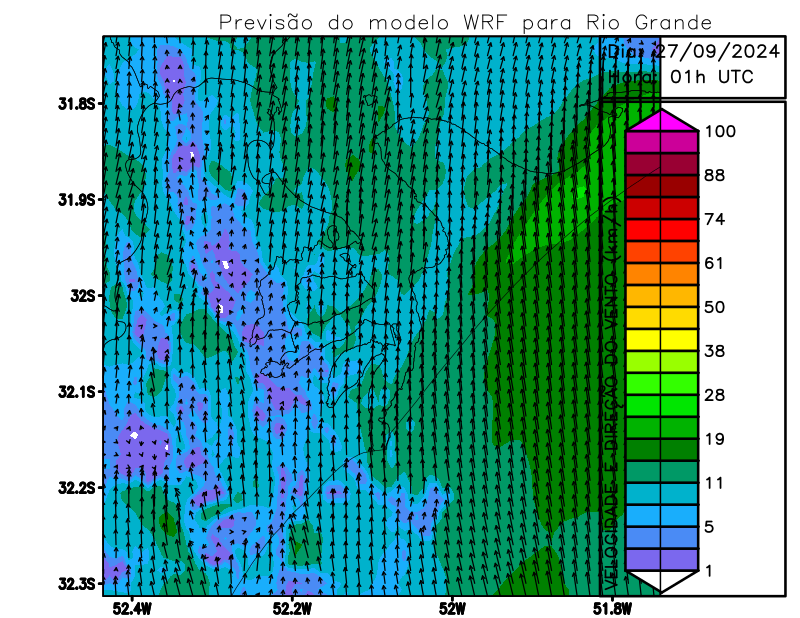 Previsão do modelo WRF para Rio Grande
Dia: 27/09/2024
Hora: 01h UTC
31.8S
31.9S
32S
32.1S
32.2S
32.3S
52.4W
52.2W
52W
51.8W
VELOCIDADE E DIREÇÃO DO VENTO (km/h)
100
88
74
61
50
38
28
19
11
5
1